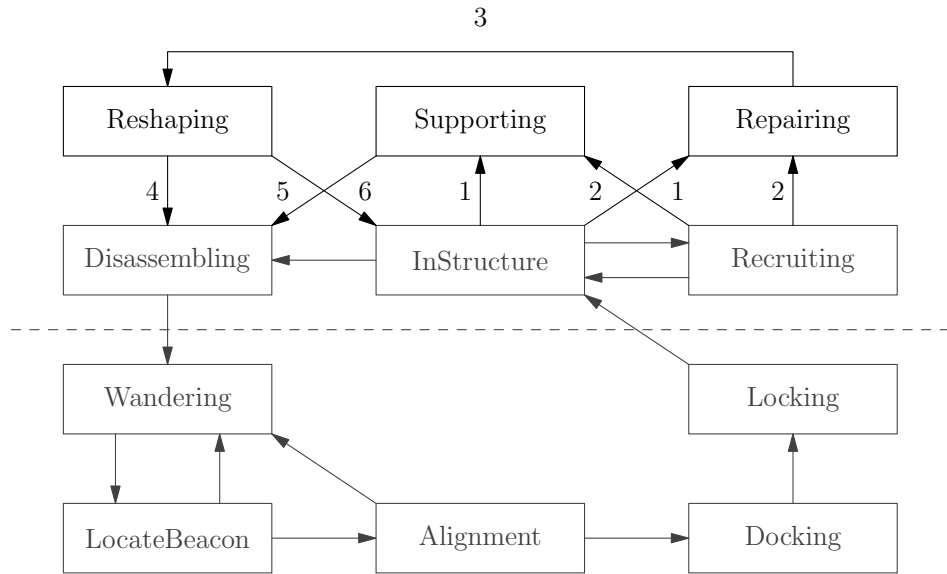 3
Reshaping Supporting Repairing
4 5 6 1 2 1 2
Disassembling InStructure Recruiting
Wandering Locking
LocateBeacon Alignment Docking